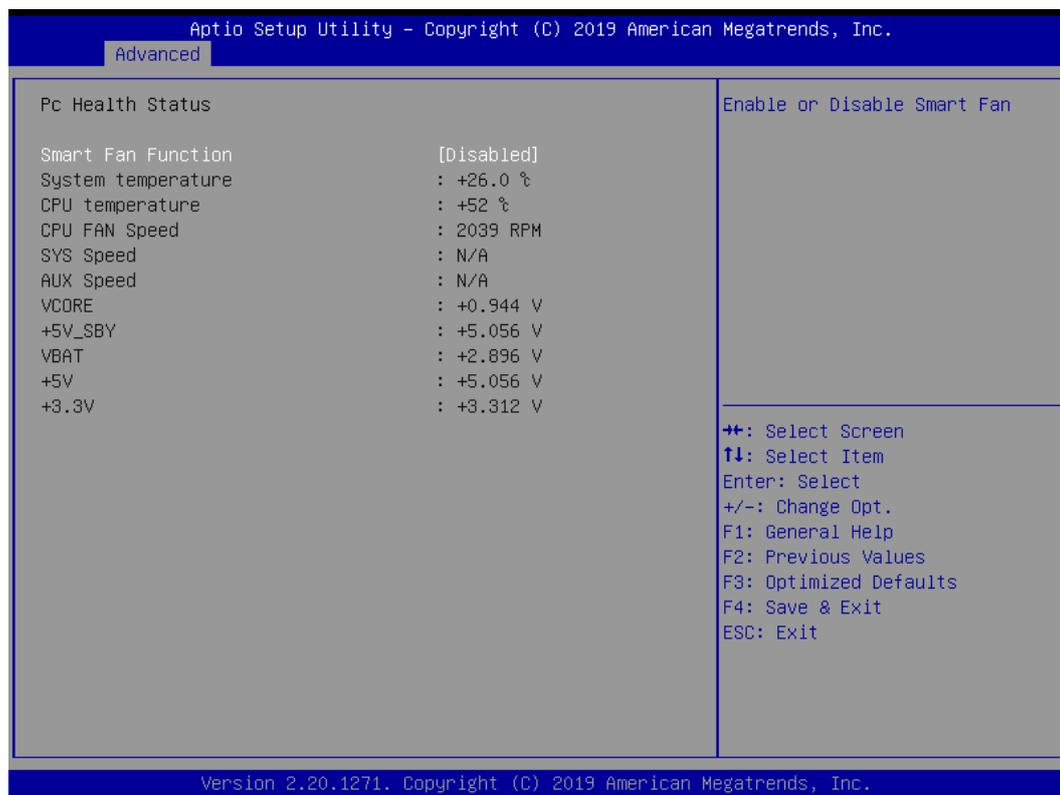 Aptio Setup Utility – Copyright (C) 2019 American Megatrends, Inc.
Advanced
Pc Health Status
Smart Fan Function [Disabled]
System temperature : +26.0 ℃
CPU temperature : +52 ℃
CPU FAN Speed : 2039 RPM
SYS Speed : N/A
AUX Speed : N/A
VCORE : +0.944 V
+5V_SBY : +5.056 V
VBAT : +2.896 V
+5V : +5.056 V
+3.3V : +3.312 V
Enable or Disable Smart Fan
→←: Select Screen
↑↓: Select Item
Enter: Select
+/-: Change Opt.
F1: General Help
F2: Previous Values
F3: Optimized Defaults
F4: Save & Exit
ESC: Exit
Version 2.20.1271. Copyright (C) 2019 American Megatrends, Inc.